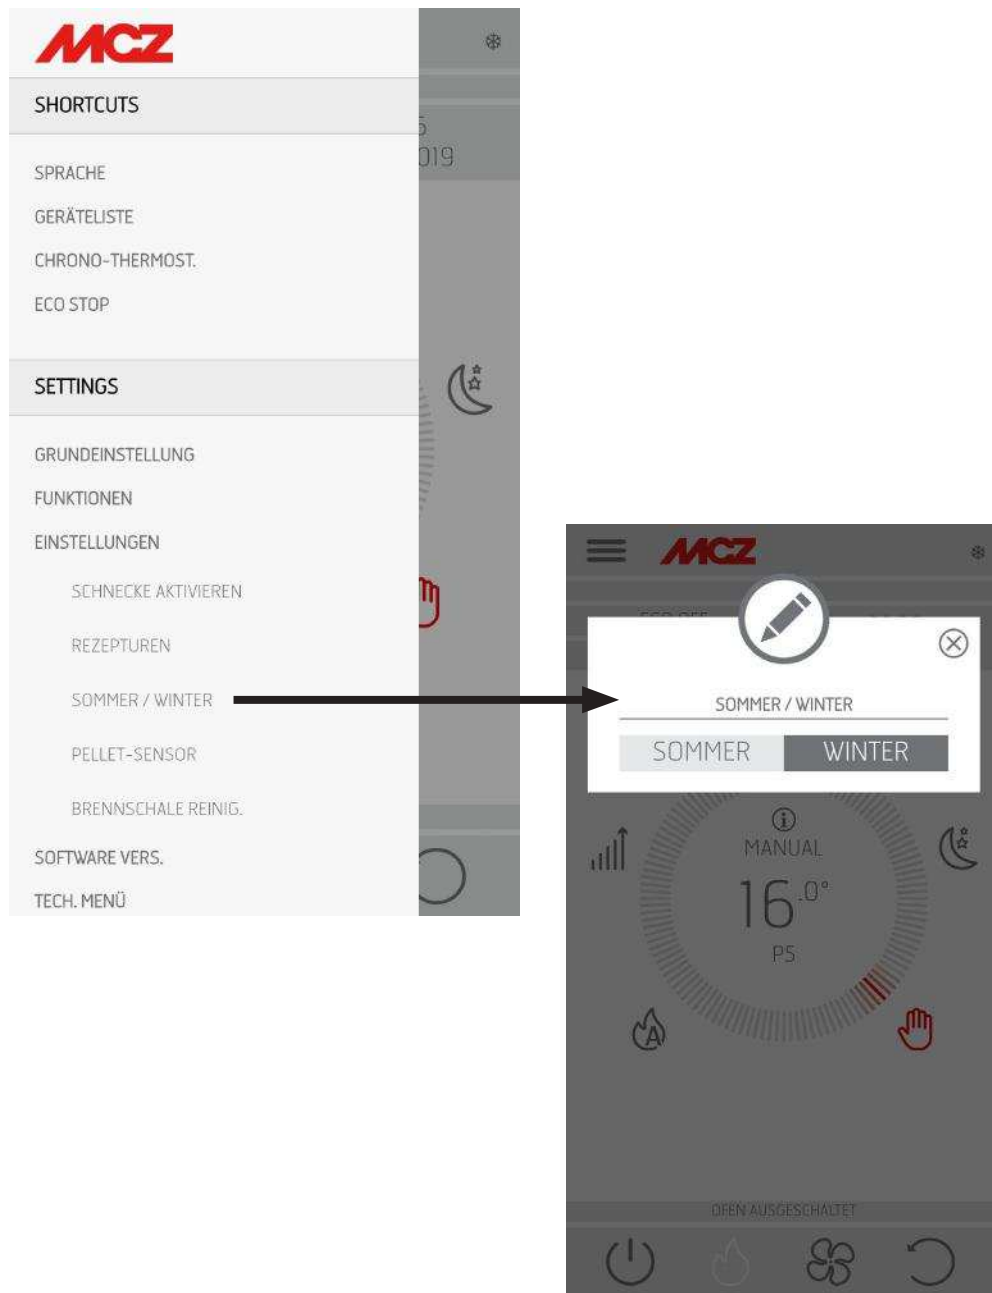 MCZ
SHORTCUTS
019
SPRACHE
GERÄTELISTE
CHRONO-THERMOST.
ECO STOP
SETTINGS
GRUNDEINSTELLUNG
FUNKTIONEN
EINSTELLUNGEN
SCHNECKE AKTIVIEREN
REZEPTUREN
SOMMER / WINTER
PELLET-SENSOR
BRENNSCHALE REINIG.
SOFTWARE VERS.
TECH. MENÜ
MCZ
SOMMER / WINTER
SOMMER WINTER
MANUAL
16.0°
P5
A
OFEN AUSGESCHALTET